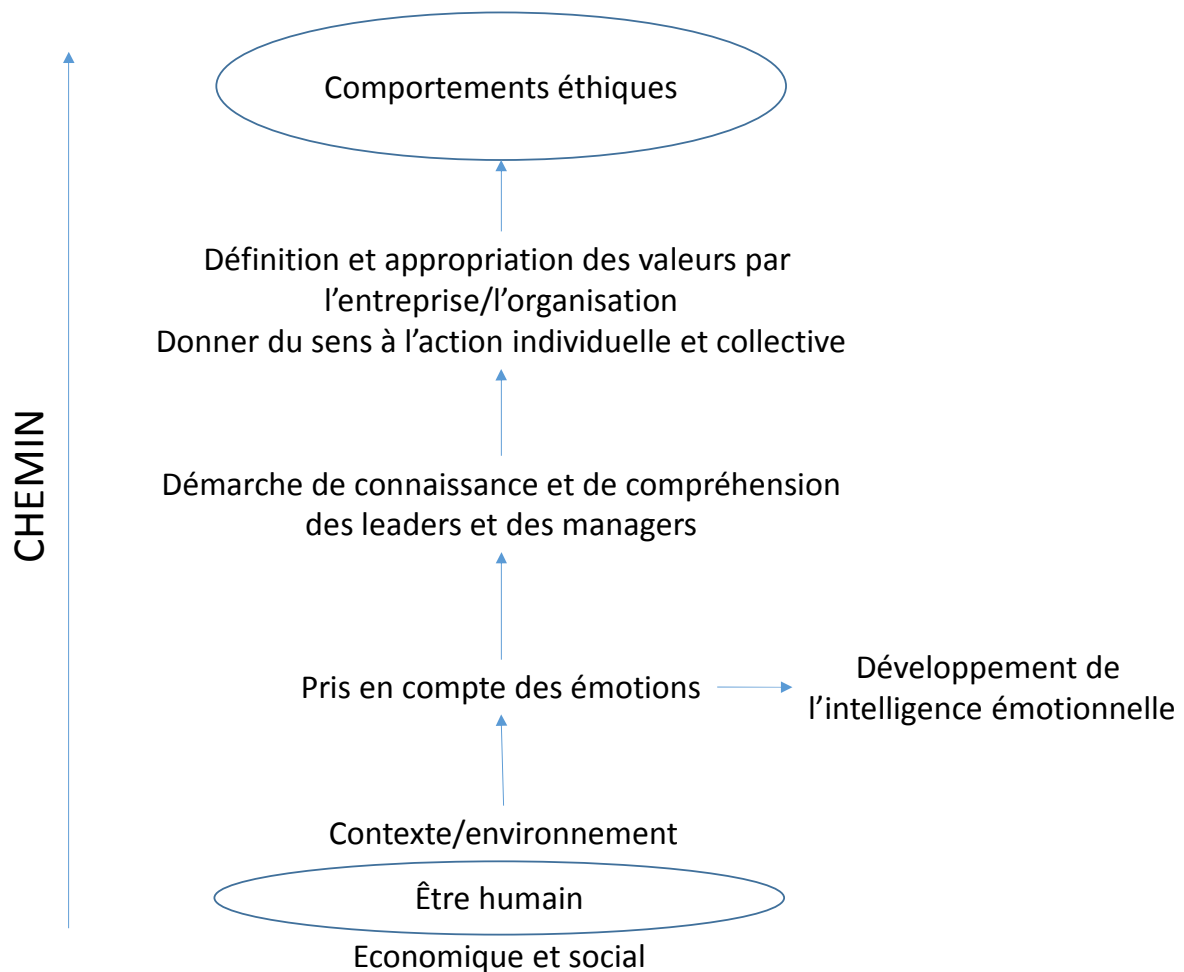 Comportements éthiques
Définition et appropriation des valeurs par
l’entreprise/l’organisation
Donner du sens à l’action individuelle et collective
CHEMIN
Démarche de connaissance et de compréhension
des leaders et des managers
Pris en compte des émotions
Développement de
l’intelligence émotionnelle
Contexte/environnement
Être humain
Economique et social